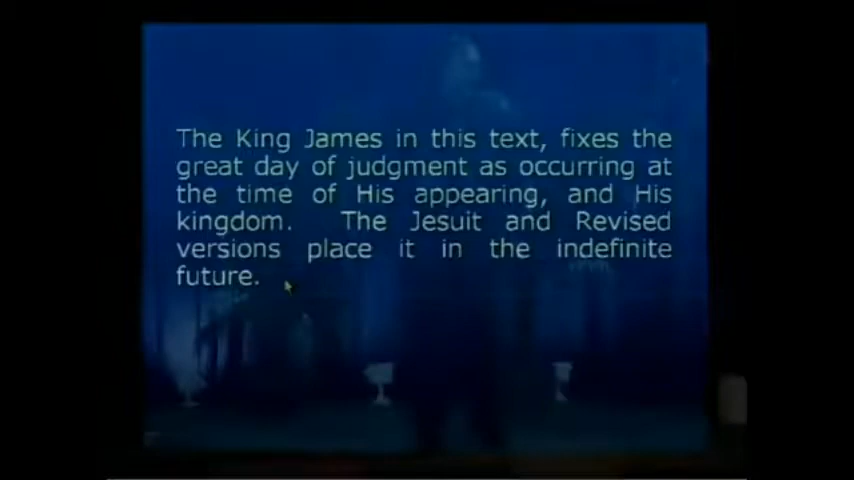 The King James in this text, fixes the
great day of judgment as occurring at
the time of His appearing, and His
kingdom. The Jesuit and Revised
versions place it in the indefinite
future.